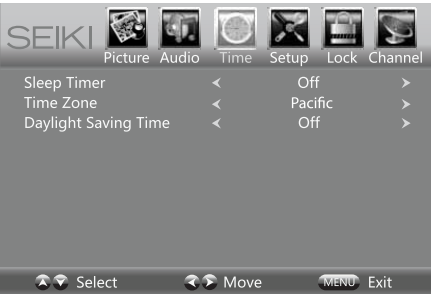 SEIKI
Picture Audio Time Setup Lock Channel
Sleep Timer < Off >
Time Zone < Pacific >
Daylight Saving Time < Off >
Select Move MENU Exit